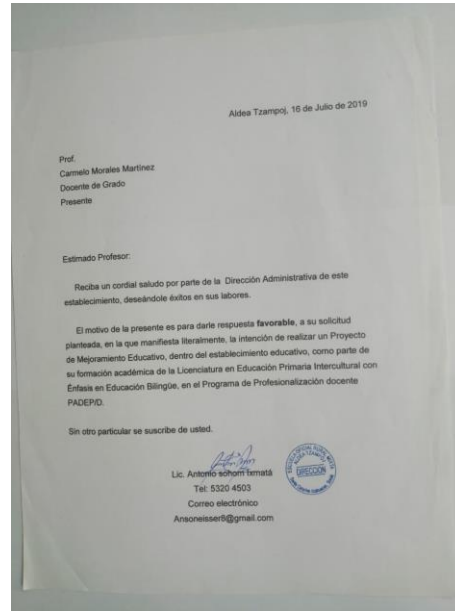 Aldea Tzampoj, 16 de Julio de 2019
Prof.
Carmelo Morales Martínez
Docente de Grado
Presente
Estimado Profesor:
Reciba un cordial saludo por parte de la Dirección Administrativa de este
establecimiento, deseándole éxitos en sus labores.
El motivo de la presente es para darle respuesta favorable, a su solicitud
planteada, en la que manifiesta literalmente, la intención de realizar un Proyecto
de Mejoramiento Educativo, dentro del establecimiento educativo, como parte de
su formación académica de la Licenciatura en Educación Primaria Intercultural con
Énfasis en Educación Bilingüe, en el Programa de Profesionalización docente
PADEP/D.
Sin otro particular se suscribe de usted.
Lic. Antonio sohom Ixmatá
Tel: 5320 4503
Correo electrónico
Ansoneisser8@gmail.com
DIRECCION